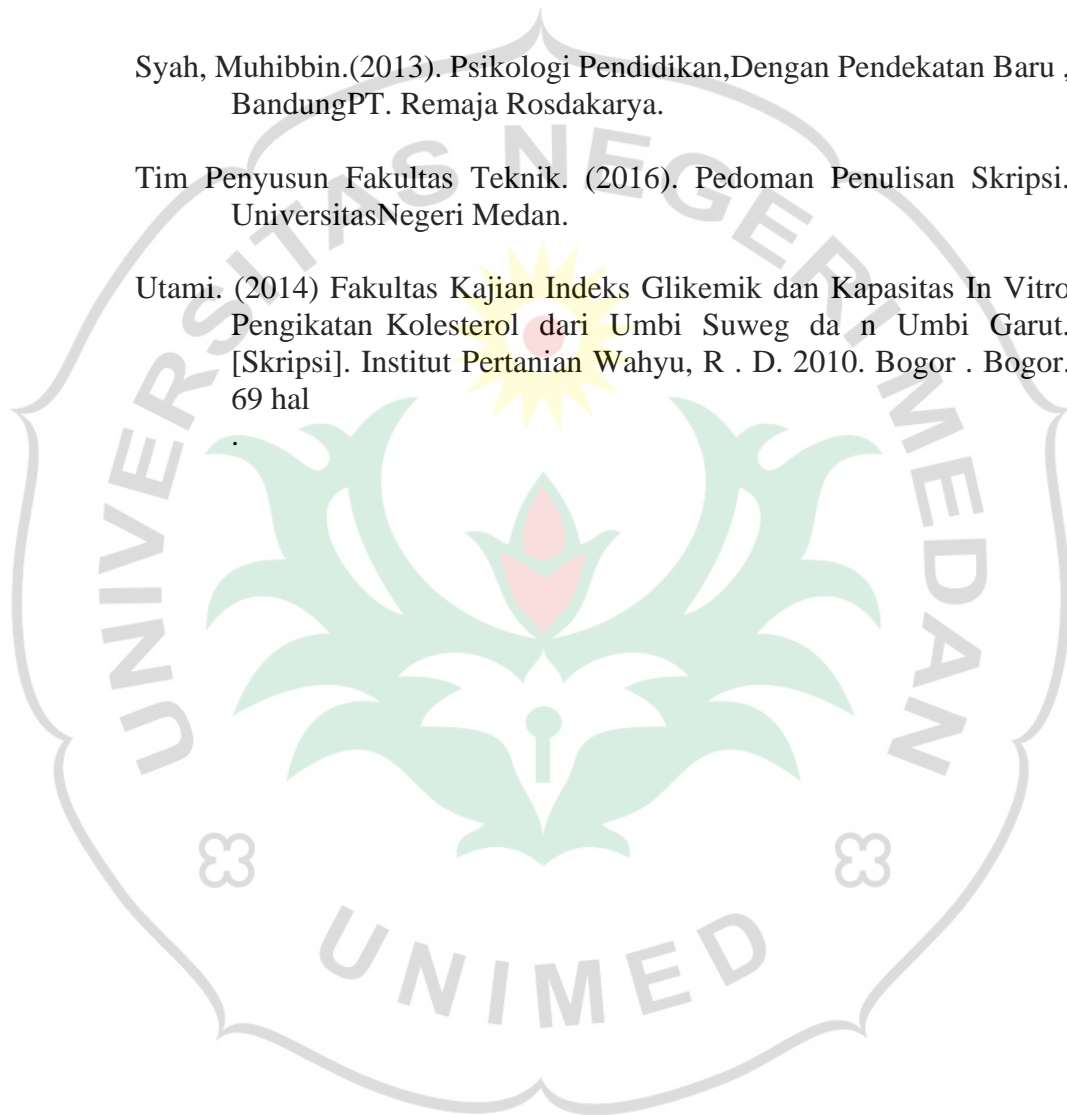 Syah, Muhibbin.(2013). Psikologi Pendidikan,Dengan Pendekatan Baru ,
BandungPT. Remaja Rosdakarya.
Tim Penyusun Fakultas Teknik. (2016). Pedoman Penulisan Skripsi.
UniversitasNegeri Medan.
Utami. (2014) Fakultas Kajian Indeks Glikemik dan Kapasitas In Vitro
Pengikatan Kolesterol dari Umbi Suweg da n Umbi Garut.
[Skripsi]. Institut Pertanian Wahyu, R . D. 2010. Bogor . Bogor.
69 hal
.
UNIVERSITAS NEGERI MEDAN
UNIMED